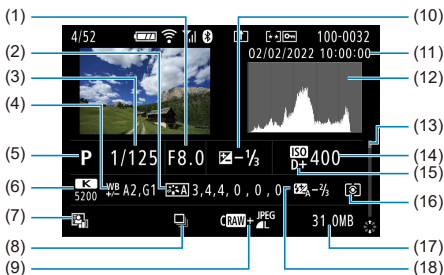 (1)
(10)
4/52
100-0032
(2)
02/02/2022 10:00:00
(11)
(3)
(12)
(4)
(13)
(5)
P 1/125 F8.0 -1/3 ISO 400
D+
(14)
(15)
(6)
K
5200
WB A2,G1
A 3,4,4, 0 , 0 , 0
A -2/3
(16)
(7)
CRAW+ JPEG
L
31.0MB
(8)
(9)
(17)
(18)